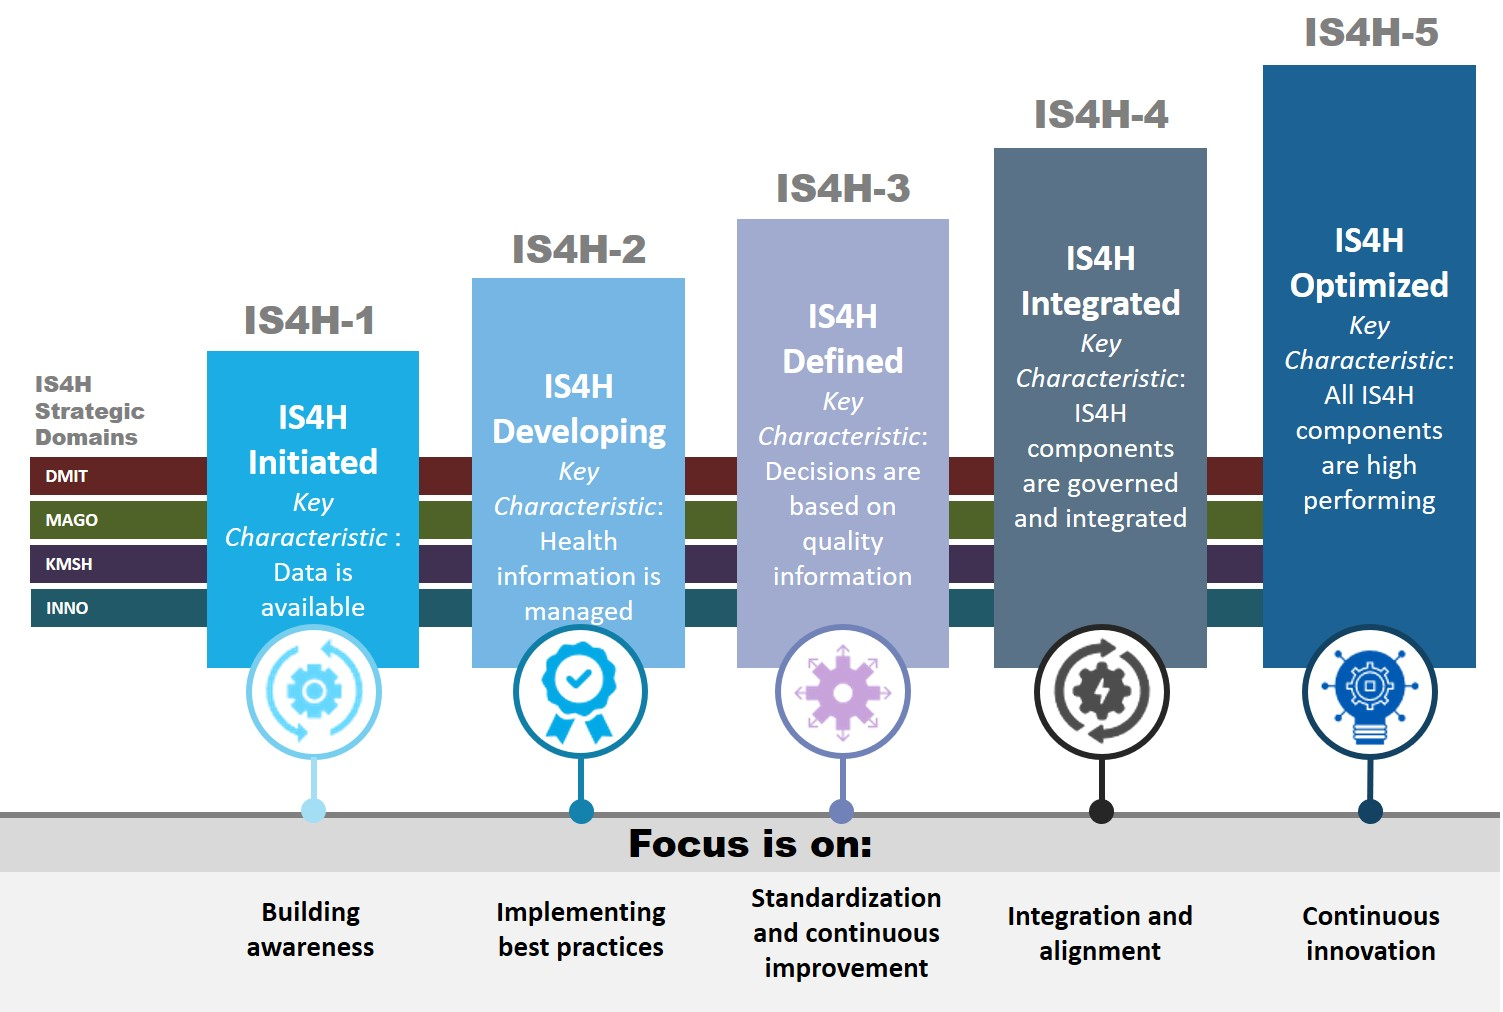 IS4H-1
IS4H
Initiated
Key
Characteristic :
Data is
available
IS4H-2
IS4H
Developing
Key
Characteristic:
Health
information is
managed
IS4H-3
IS4H
Defined
Key
Characteristic:
Decisions are
based on
quality
information
IS4H-4
IS4H
Integrated
Key
Characteristic:
IS4H
components
are governed
and integrated
IS4H-5
IS4H
Optimized
Key
Characteristic:
All IS4H
components
are high
performing
IS4H
Strategic
Domains
DMIT
MAGO
KMSH
INNO
Focus is on:
Building
awareness
Implementing
best practices
Standardization
and continuous
improvement
Integration and
alignment
Continuous
innovation